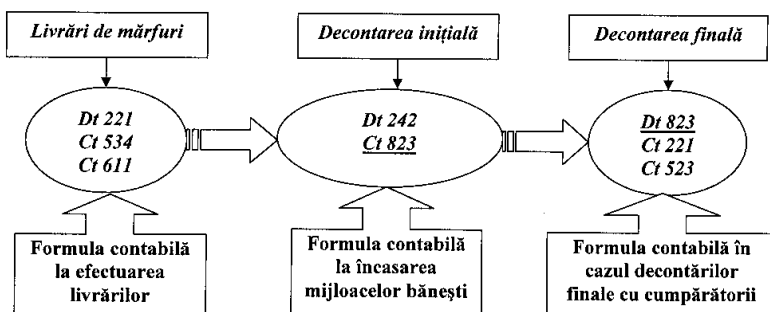 Livrări de mărfuri
Decontarea inițială
Decontarea finală
Dt 221
Ct 534
Ct 611
Dt 242
Ct 823
Dt 823
Ct 221
Ct 523
Formula contabilă
la efectuarea
livrărilor
Formula contabilă
la încasarea
mijloacelor bănești
Formula contabilă în
cazul decontărilor
finale cu cumpărătorii